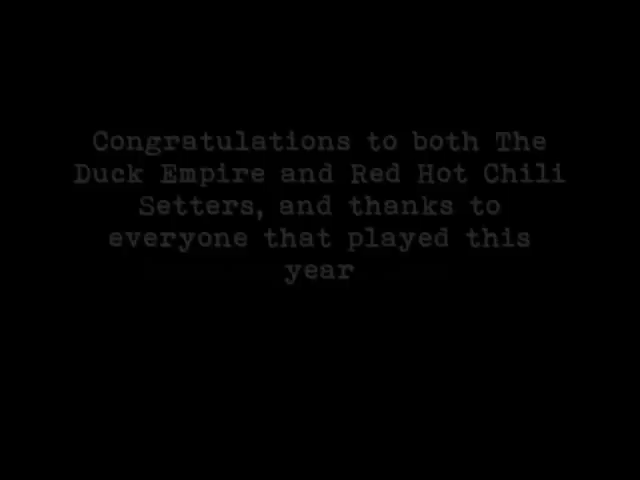 Congratulations to both The
Duck Empire and Red Hot Chili
Setters, and thanks to
everyone that played this
year